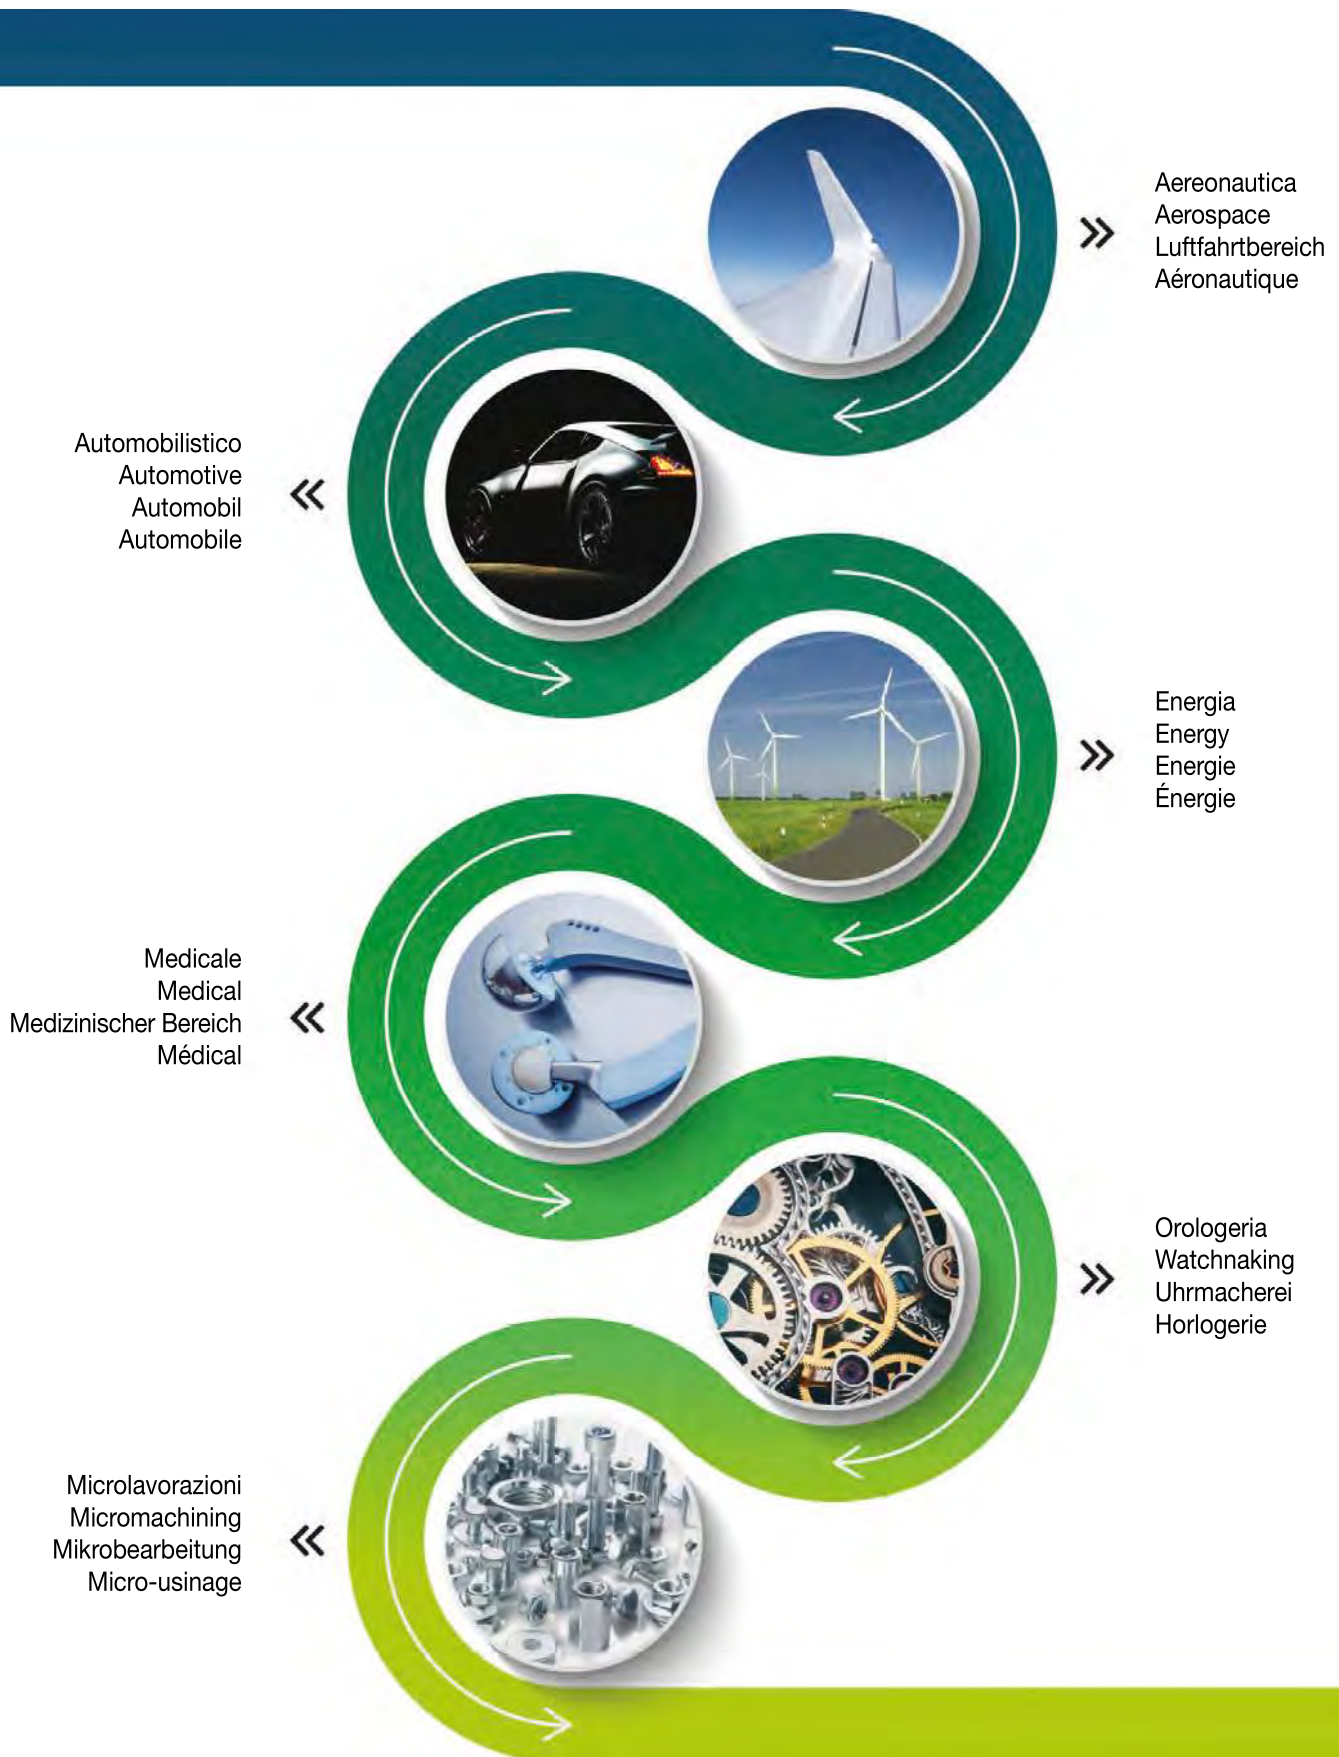 Aereonautica
Aerospace
Luftfahrtbereich
Aéronautique
Automobilistico
Automotive
Automobil
Automobile
Energia
Energy
Energie
Énergie
Medicale
Medical
Medizinischer Bereich
Médical
Orologeria
Watchnaking
Uhrmacherei
Horlogerie
Microlavorazioni
Micromachining
Mikrobearbeitung
Micro-usinage